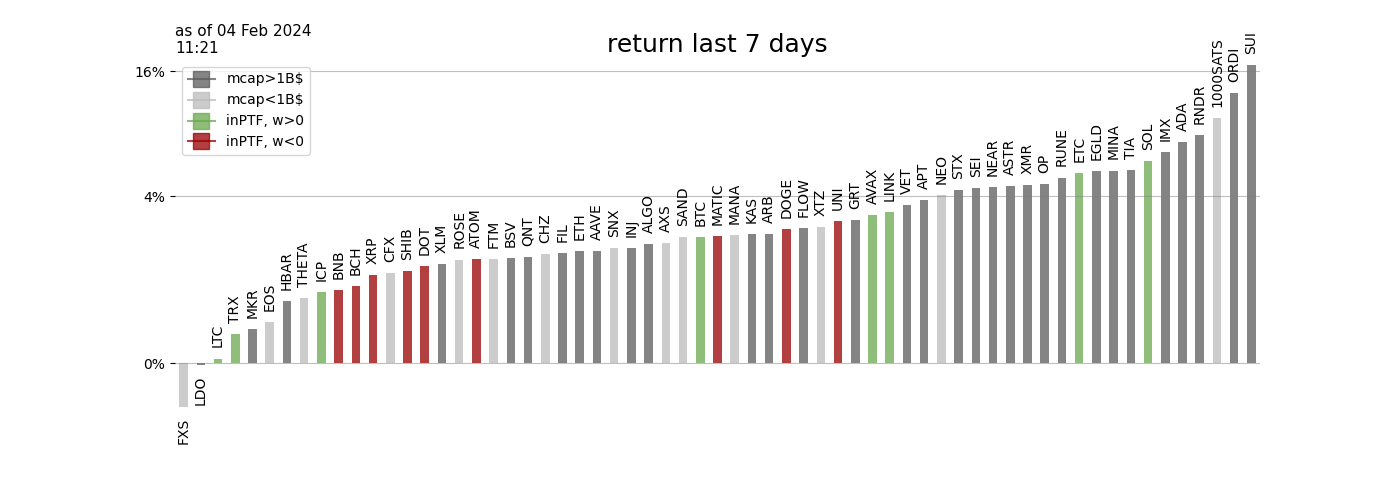 as of 04 Feb 2024
11:21
return last 7 days
16%
4%
0%
mcap>1B$
mcap<1B$
inPTF, w>0
inPTF, w<0
FXS
LDO
LTC
TRX
MKR
EOS
HBAR
THETA
ICP
BNB
BCH
XRP
CFX
SHIB
DOT
XLM
ROSE
ATOM
FTM
BSV
QNT
CHZ
FIL
ETH
AAVE
SNX
INJ
ALGO
AXS
SAND
BTC
MATIC
MANA
KAS
ARB
DOGE
FLOW
XTZ
UNI
GRT
AVAX
LINK
VET
APT
NEO
STX
SEI
NEAR
ASTR
XMR
OP
RUNE
ETC
EGLD
MINA
TIA
SOL
IMX
ADA
RNDR
1000SATS
ORDI
SUI